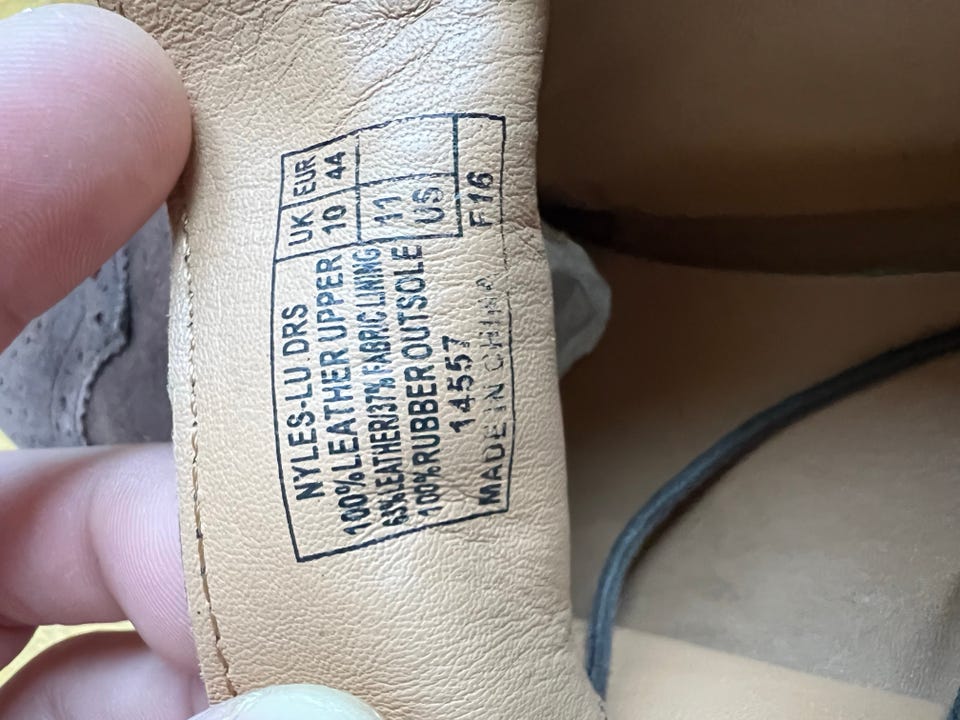 NYLES-LU DRS
100%LEATHER UPPER
63%LEATHER/37% FABRIC LINING
100%RUBBER OUTSOLE
14557
MADE IN CHINA
UK EUR
10 44
11
US
F16